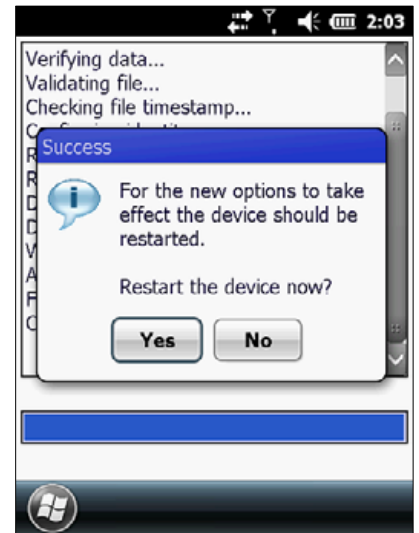 2:03
Verifying data...
Validating file...
Checking file timestamp...
Success
For the new options to take
effect the device should be
restarted.
Restart the device now?
Yes
No